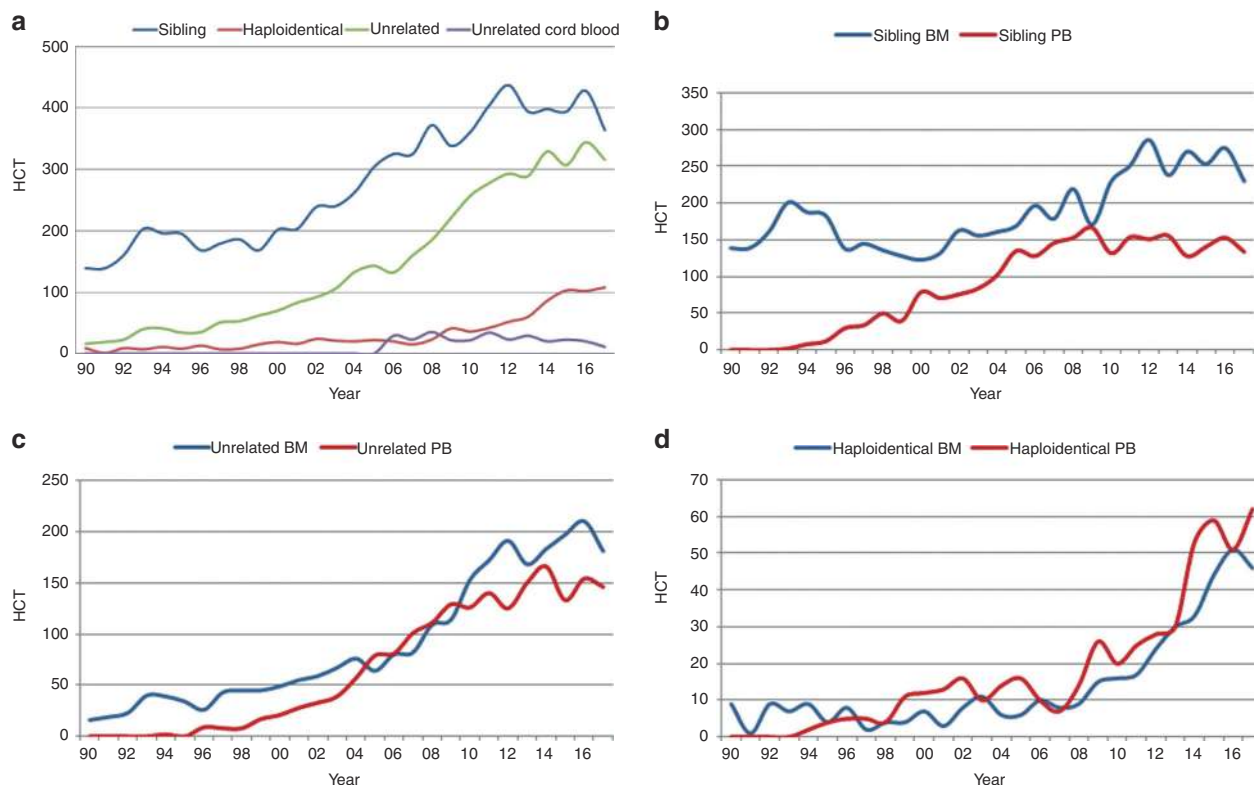 a
Sibling Haploidentical Unrelated Unrelated cord blood
500
400
300
200
100
0
HCT
90 92 94 96 98 00 02 04 06 08 10 12 14 16
Year
b
Sibling BM Sibling PB
350
300
250
200
150
100
50
0
HCT
90 92 94 96 98 00 02 04 06 08 10 12 14 16
Year
c
Unrelated BM Unrelated PB
250
200
150
100
50
0
HCT
90 92 94 96 98 00 02 04 06 08 10 12 14 16
Year
d
Haploidentical BM Haploidentical PB
70
60
50
40
30
20
10
0
HCT
90 92 94 96 98 00 02 04 06 08 10 12 14 16
Year